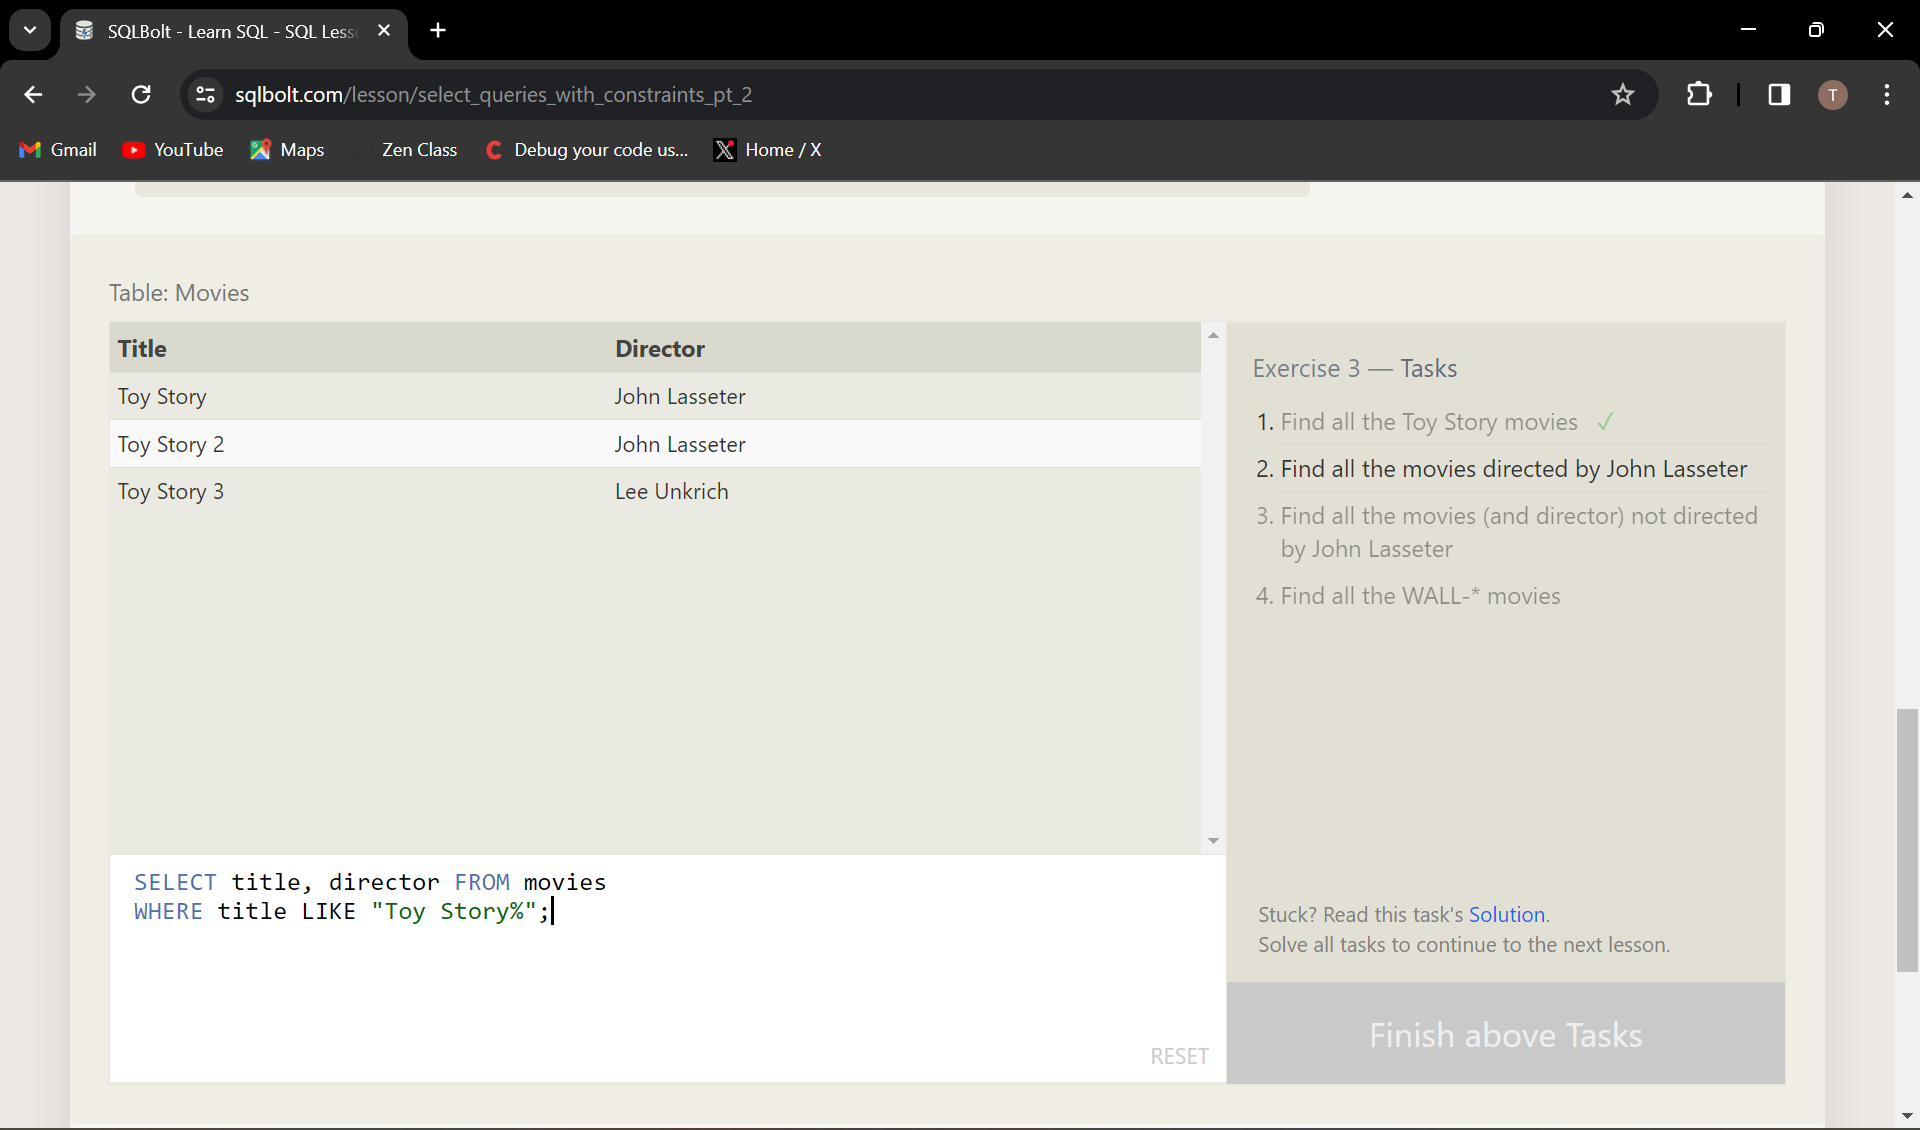 SQLBolt - Learn SQL - SQL Less
sqlbolt.com/lesson/select_queries_with_constraints_pt_2
T
Gmail
YouTube
Maps
Zen Class
Debug your code us...
Home / X
Table: Movies
Title Director
Toy Story John Lasseter
Toy Story 2 John Lasseter
Toy Story 3 Lee Unkrich
SELECT title, director FROM movies
WHERE title LIKE "Toy Story%";
RESET
Exercise 3 — Tasks
1. Find all the Toy Story movies ✓
2. Find all the movies directed by John Lasseter
3. Find all the movies (and director) not directed
by John Lasseter
4. Find all the WALL-* movies
Stuck? Read this task's Solution.
Solve all tasks to continue to the next lesson.
Finish above Tasks